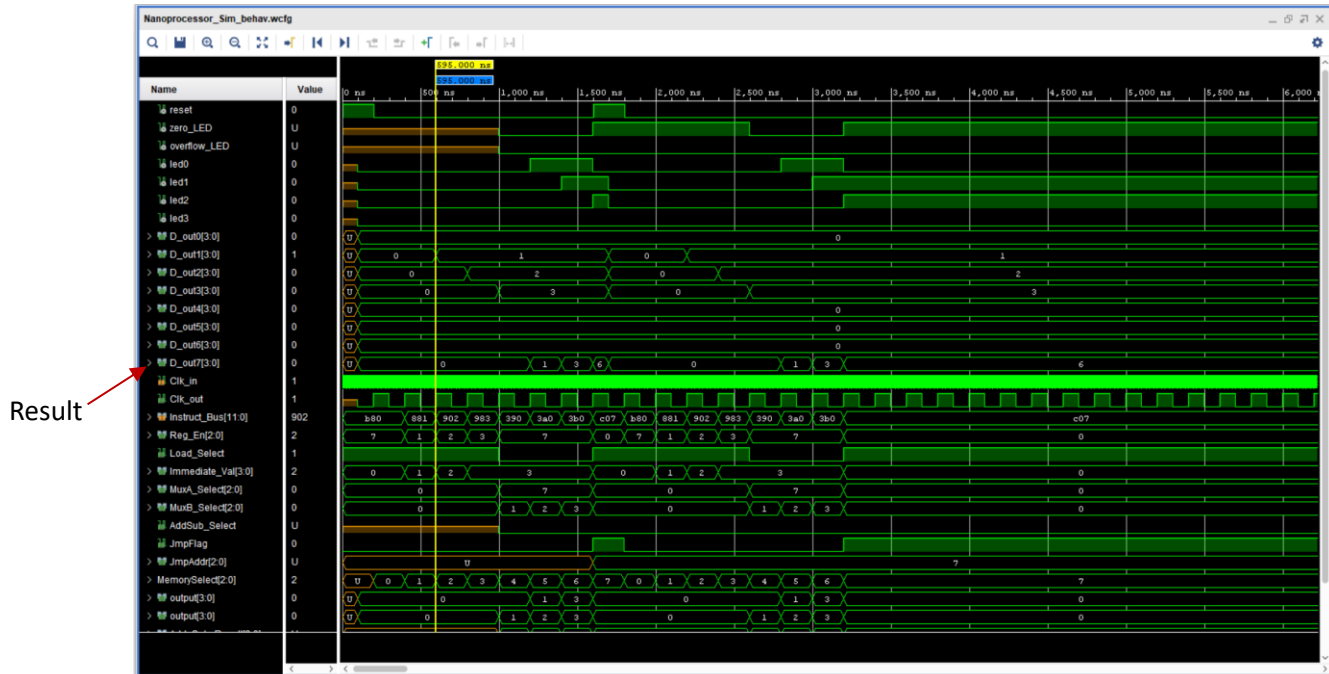 Nanoprocessor_Sim_behav.wcfg
595.000 ns
595.000 ns
Name Value 0 ns 500 ns 1,000 ns 1,500 ns 2,000 ns 2,500 ns 3,000 ns 3,500 ns 4,000 ns 4,500 ns 5,000 ns 5,500 ns 6,000
reset 0
zero_LED U
overflow_LED U
led0 0
led1 0
led2 0
led3 0
D_out0[3:0] 0 U 0
D_out1[3:0] 1 U 0 1 0 1
D_out2[3:0] 0 U 0 2 0 2
D_out3[3:0] 0 U 0 3 0 3
D_out4[3:0] 0 U 0
D_out5[3:0] 0 U 0
D_out6[3:0] 0 U 0
D_out7[3:0] 0 U 0 1 3 6 0 1 3 6
Clk_in 1
Result
Clk_out 1
Instruct_Bus[11:0] 902 b80 881 902 983 390 3a0 3b0 c07 b80 881 902 983 390 3a0 3b0 c07
Reg_En[2:0] 2 7 1 2 3 7 0 7 1 2 3 7 0
Load_Select 1
Immediate_Val[3:0] 2 0 1 2 3 0 1 2 3 0
MuxA_Select[2:0] 0 0 7 0 7 0
MuxB_Select[2:0] 0 0 1 2 3 0 1 2 3 0
AddSub_Select U
JmpFlag 0
JmpAddr[2:0] U U 7
MemorySelect[2:0] 2 U 0 1 2 3 4 5 6 7 0 1 2 3 4 5 6 7
output[3:0] 0 U 0 1 3 0 1 3 0
output[3:0] 0 U 0 1 2 3 0 1 2 3 0